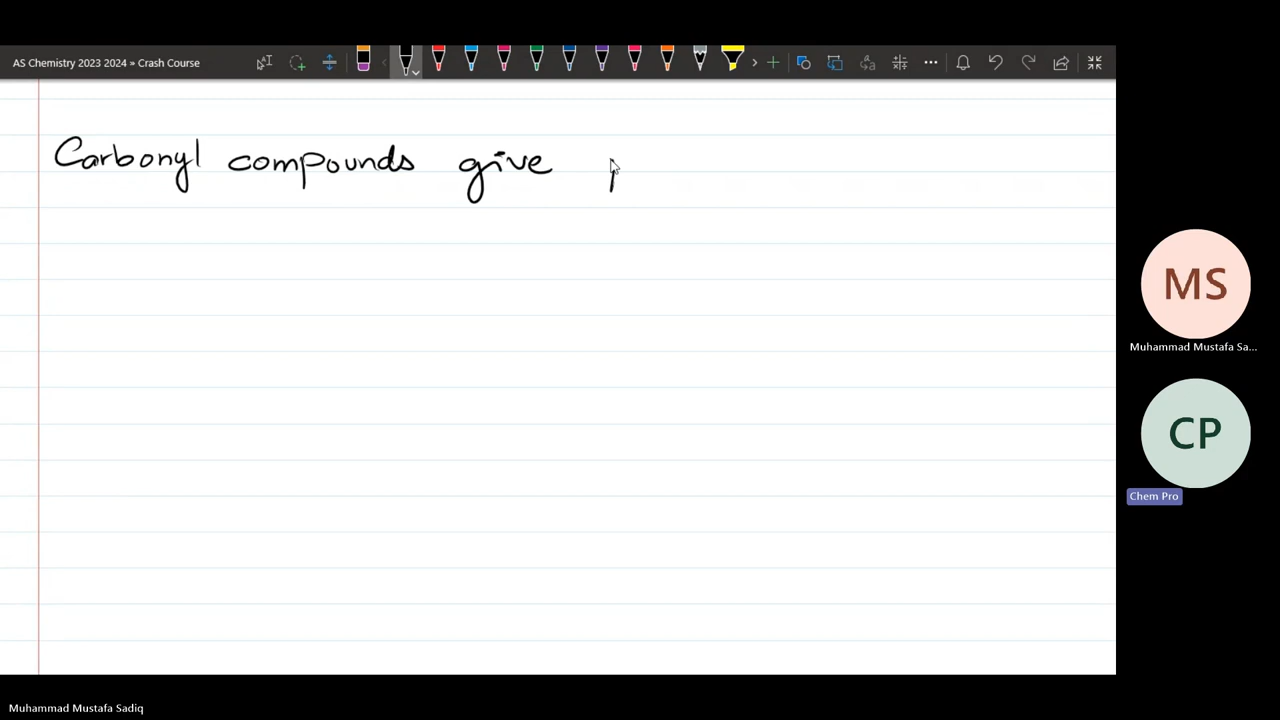 AS Chemistry 2023 2024 » Crash Course
Carbonyl compounds give
MS
Muhammad Mustafa Sa...
CP
Chem Pro
Muhammad Mustafa Sadiq